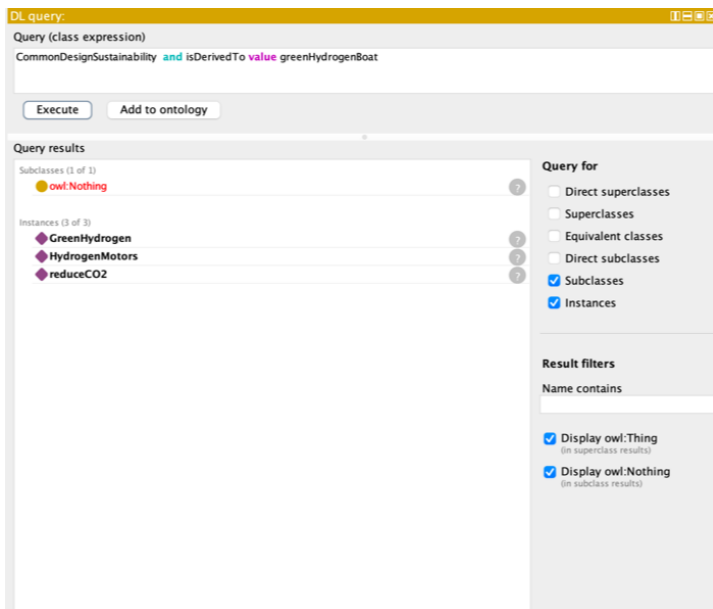 DL query:
Query (class expression)
CommonDesignSustainability and isDerivedTo value greenHydrogenBoat
Execute
Add to ontology
Query results
Subclasses (1 of 1)
owl:Nothing
?
Instances (3 of 3)
GreenHydrogen
?
HydrogenMotors
?
reduceCO2
?
Query for
Direct superclasses
Superclasses
Equivalent classes
Direct subclasses
Subclasses
Instances
Result filters
Name contains
Display owl:Thing
(in superclass results)
Display owl:Nothing
(in subclass results)